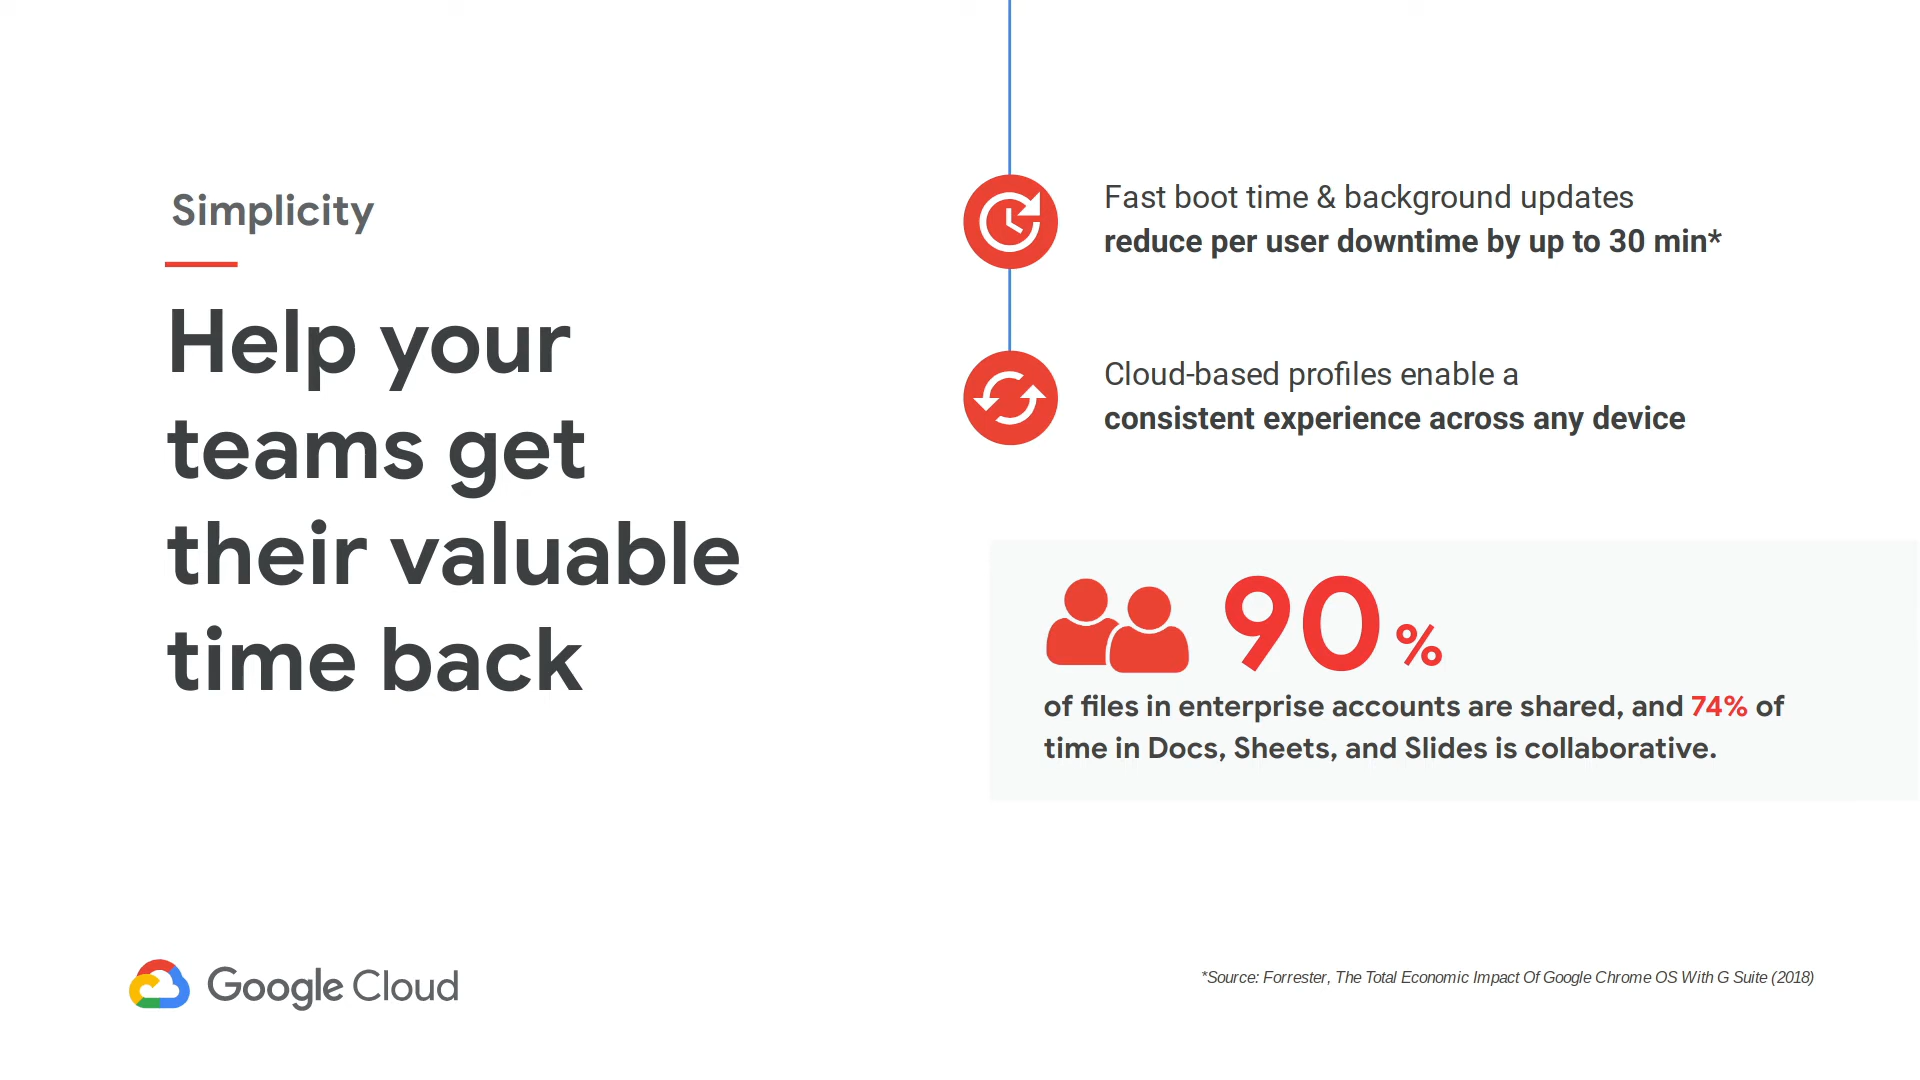 Simplicity
Help your
teams get
their valuable
time back
Fast boot time & background updates
reduce per user downtime by up to 30 min*
Cloud-based profiles enable a
consistent experience across any device
90 %
of files in enterprise accounts are shared, and 74% of
time in Docs, Sheets, and Slides is collaborative.
Google Cloud
*Source: Forrester, The Total Economic Impact Of Google Chrome OS With G Suite (2018)